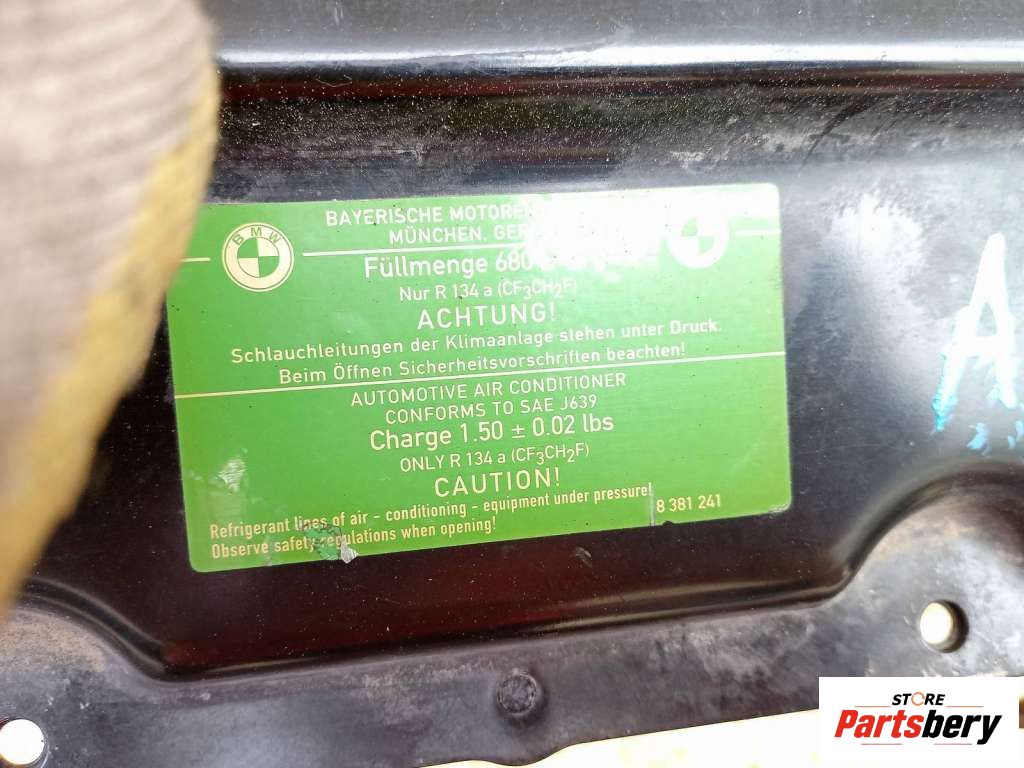 BMW
BAYERISCHE
MÜNCHEN.
Füllmenge 680
Nur R 134 a (CF3CH2F)
ACHTUNG!
Schlauchleitungen der Klimaanlage stehen unter Druck.
Beim Öffnen Sicherheitsvorschriften beachten!
AUTOMOTIVE AIR CONDITIONER
CONFORMS TO SAE J639
Charge 1.50 ± 0.02 lbs
ONLY R 134 a (CF3CH2F)
CAUTION!
Refrigerant lines of air - conditioning - equipment under pressure!
Observe safety regulations when opening!
8 381 241
A
STORE
Partsbery